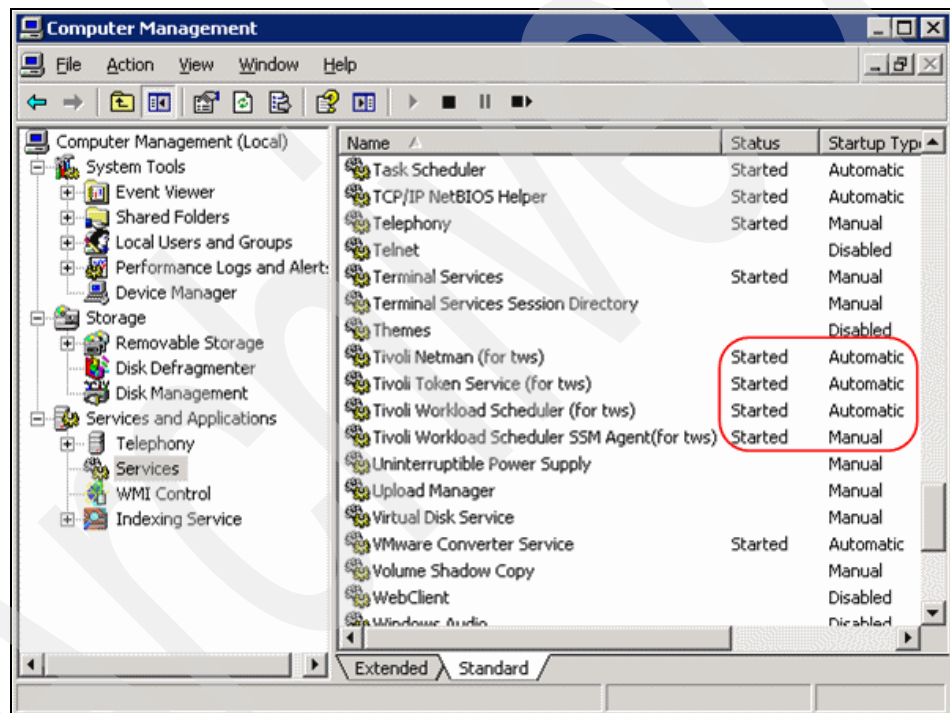 Computer Management
File Action View Window Help
Computer Management (Local)
System Tools
Event Viewer
Shared Folders
Local Users and Groups
Performance Logs and Alert
Device Manager
Storage
Removable Storage
Disk Defragmenter
Disk Management
Services and Applications
Telephony
Services
WMI Control
Indexing Service
Name Status Startup Typ
Task Scheduler Started Automatic
TCP/IP NetBIOS Helper Started Automatic
Telephony Started Manual
Telnet Disabled
Terminal Services Started Manual
Terminal Services Session Directory Manual
Themes Disabled
Tivoli Netman (for tws) Started Automatic
Tivoli Token Service (for tws) Started Automatic
Tivoli Workload Scheduler (for tws) Started Automatic
Tivoli Workload Scheduler SSM Agent(for tws) Started Manual
Uninterruptible Power Supply Manual
Upload Manager Manual
Virtual Disk Service Manual
VMware Converter Service Started Automatic
Volume Shadow Copy Manual
WebClient Disabled
Windows Audio Disabled
Extended Standard